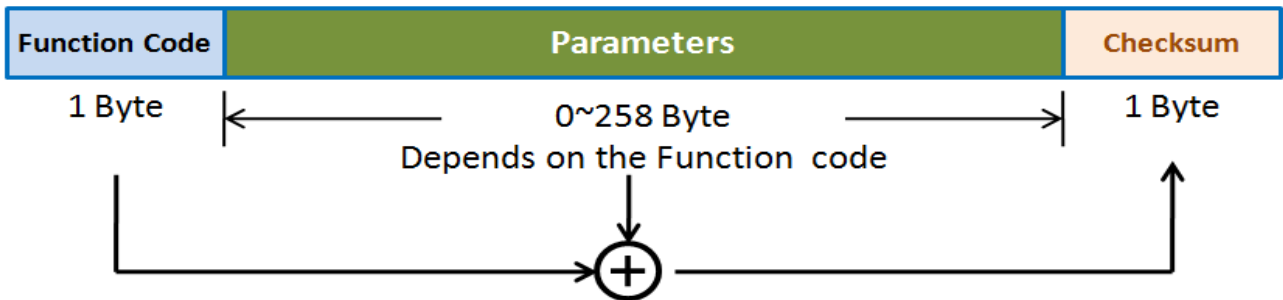 Function Code Parameters Checksum
1 Byte 0~258 Byte 1 Byte
Depends on the Function code